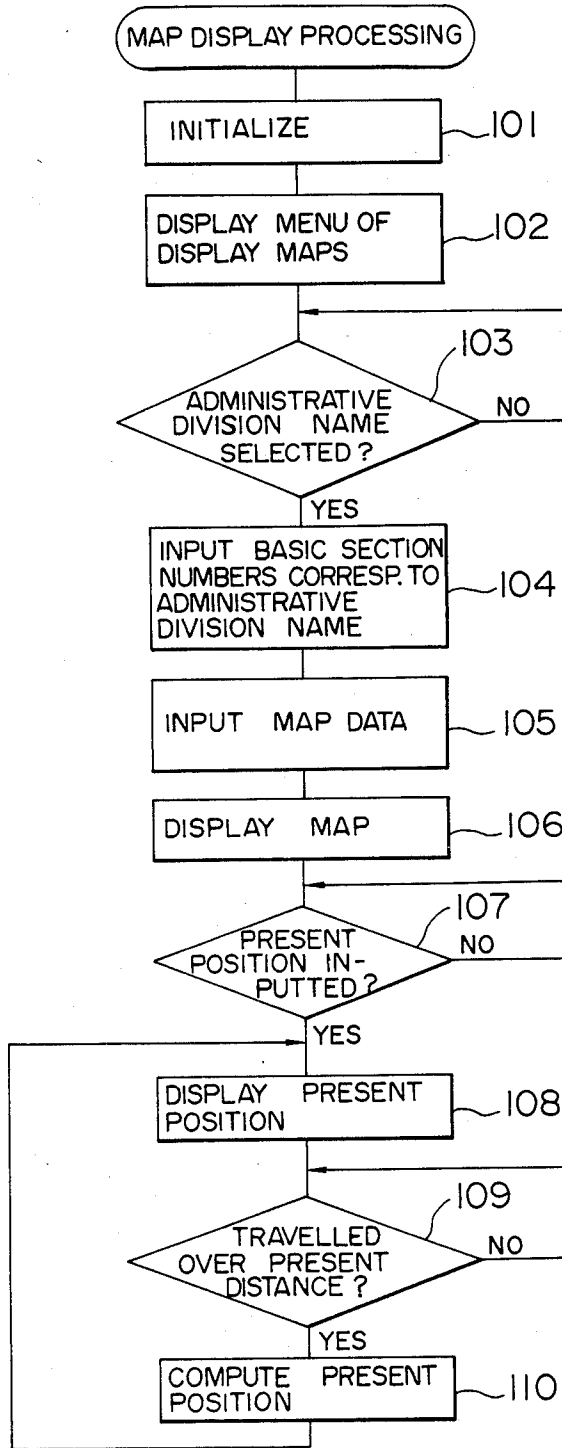 MAP DISPLAY PROCESSING
INITIALIZE
101
DISPLAY MENU OF
DISPLAY MAPS
102
103
ADMINISTRATIVE
DIVISION NAME
SELECTED?
NO
YES
INPUT BASIC SECTION
NUMBERS CORRESP. TO
ADMINISTRATIVE
DIVISION NAME
104
INPUT MAP DATA
105
DISPLAY MAP
106
107
PRESENT
POSITION IN-
PUTTED?
NO
YES
DISPLAY PRESENT
POSITION
108
109
TRAVELLED
OVER PRESENT
DISTANCE?
NO
YES
COMPUTE PRESENT
POSITION
110